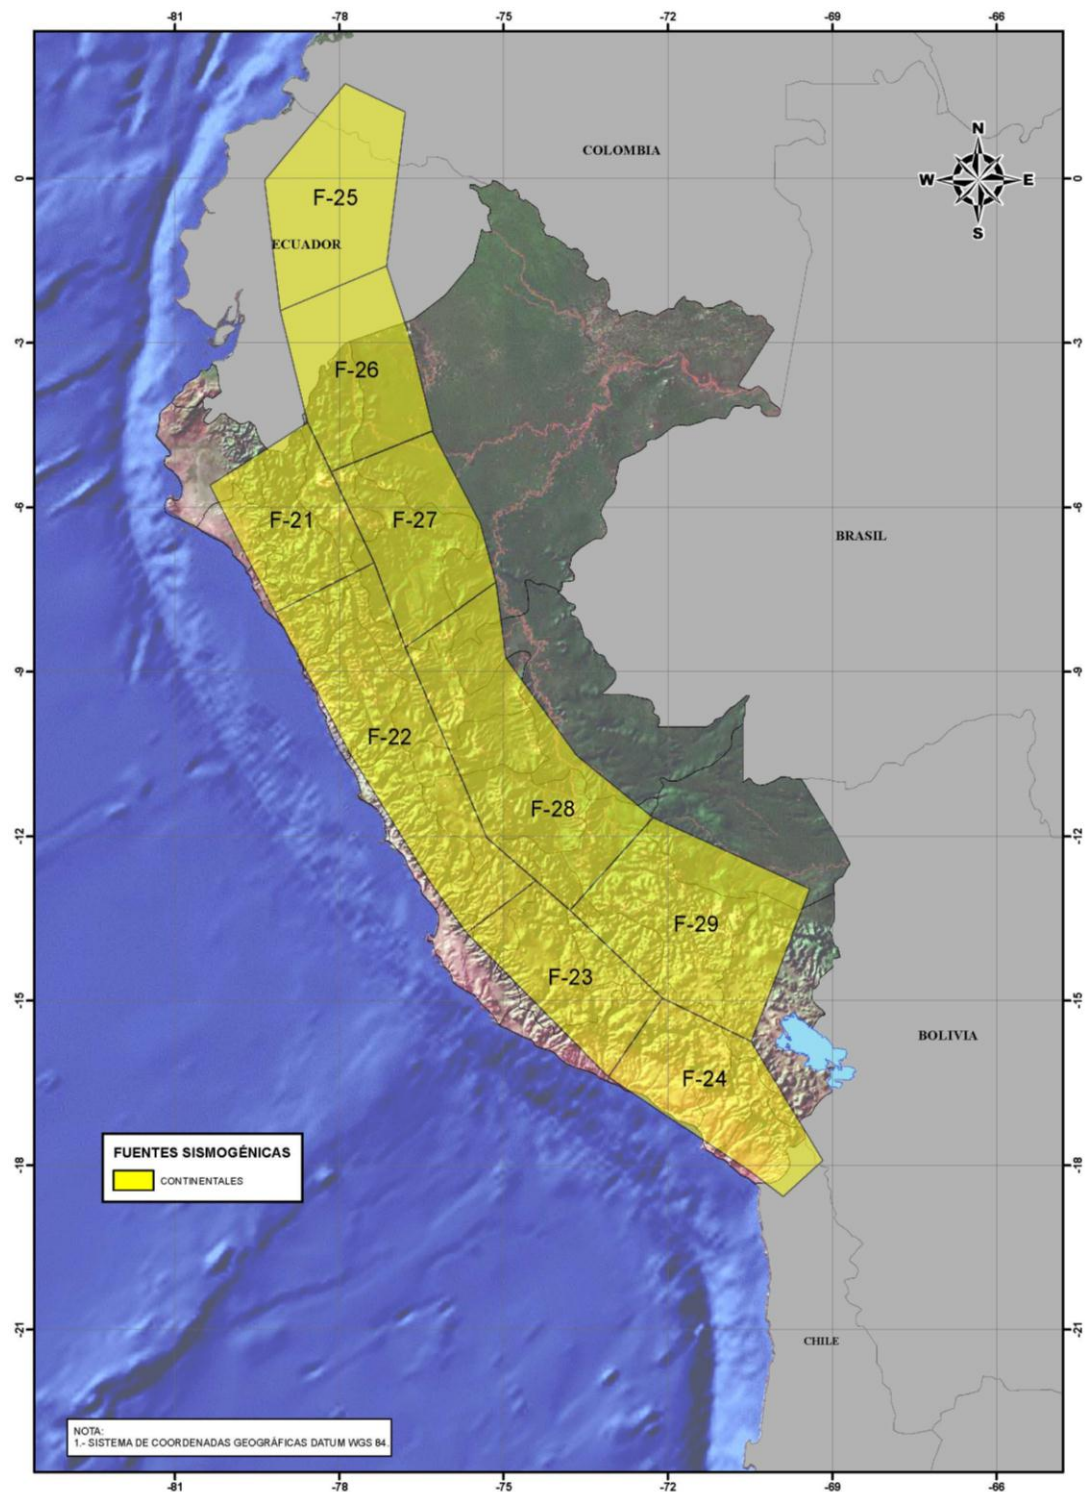 -81 -78 -75 -72 -69 -66
N
W E
S
COLOMBIA
0 0
F-25
ECUADOR
-3 -3
F-26
F-21 F-27
-6 -6
BRASIL
-9 -9
F-22
F-28
-12 -12
F-29
F-23
-15 -15
BOLIVIA
F-24
FUENTES SISMOGÉNICAS
CONTINENTALES
-18 -18
-21 -21
CHILE
NOTA:
1.- SISTEMA DE COORDENADAS GEOGRÁFICAS DATUM WGS 84.
-81 -78 -75 -72 -69 -66